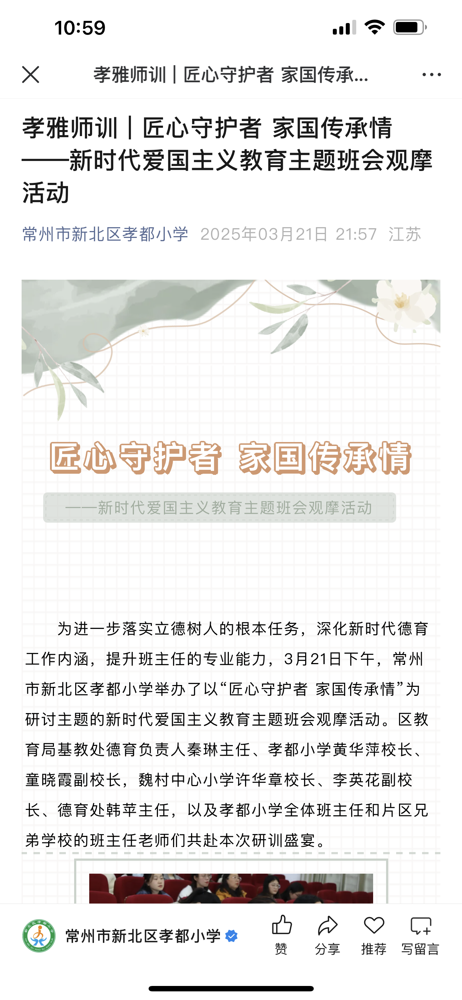 10:59
孝雅师训 | 匠心守护者 家国传承...
孝雅师训 | 匠心守护者 家国传承情
——新时代爱国主义教育主题班会观摩
活动
常州市新北区孝都小学 2025年03月21日 21:57 江苏
匠心守护者 家国传承情
——新时代爱国主义教育主题班会观摩活动
为进一步落实立德树人的根本任务，深化新时代德育
工作内涵，提升班主任的专业能力，3月21日下午，常州
市新北区孝都小学举办了以“匠心守护者 家国传承情”为
研讨主题的新时代爱国主义教育主题班会观摩活动。区教
育局基教处德育负责人秦琳主任、孝都小学黄华萍校长、
童晓霞副校长，魏村中心小学许华章校长、李英花副校
长、德育处韩苹主任，以及孝都小学全体班主任和片区兄
弟学校的班主任老师们共赴本次研训盛宴。
新北区孝都小学
XIN BEI QU XIAO DU XIAO XUE
常州市新北区孝都小学
赞
分享
推荐
写留言